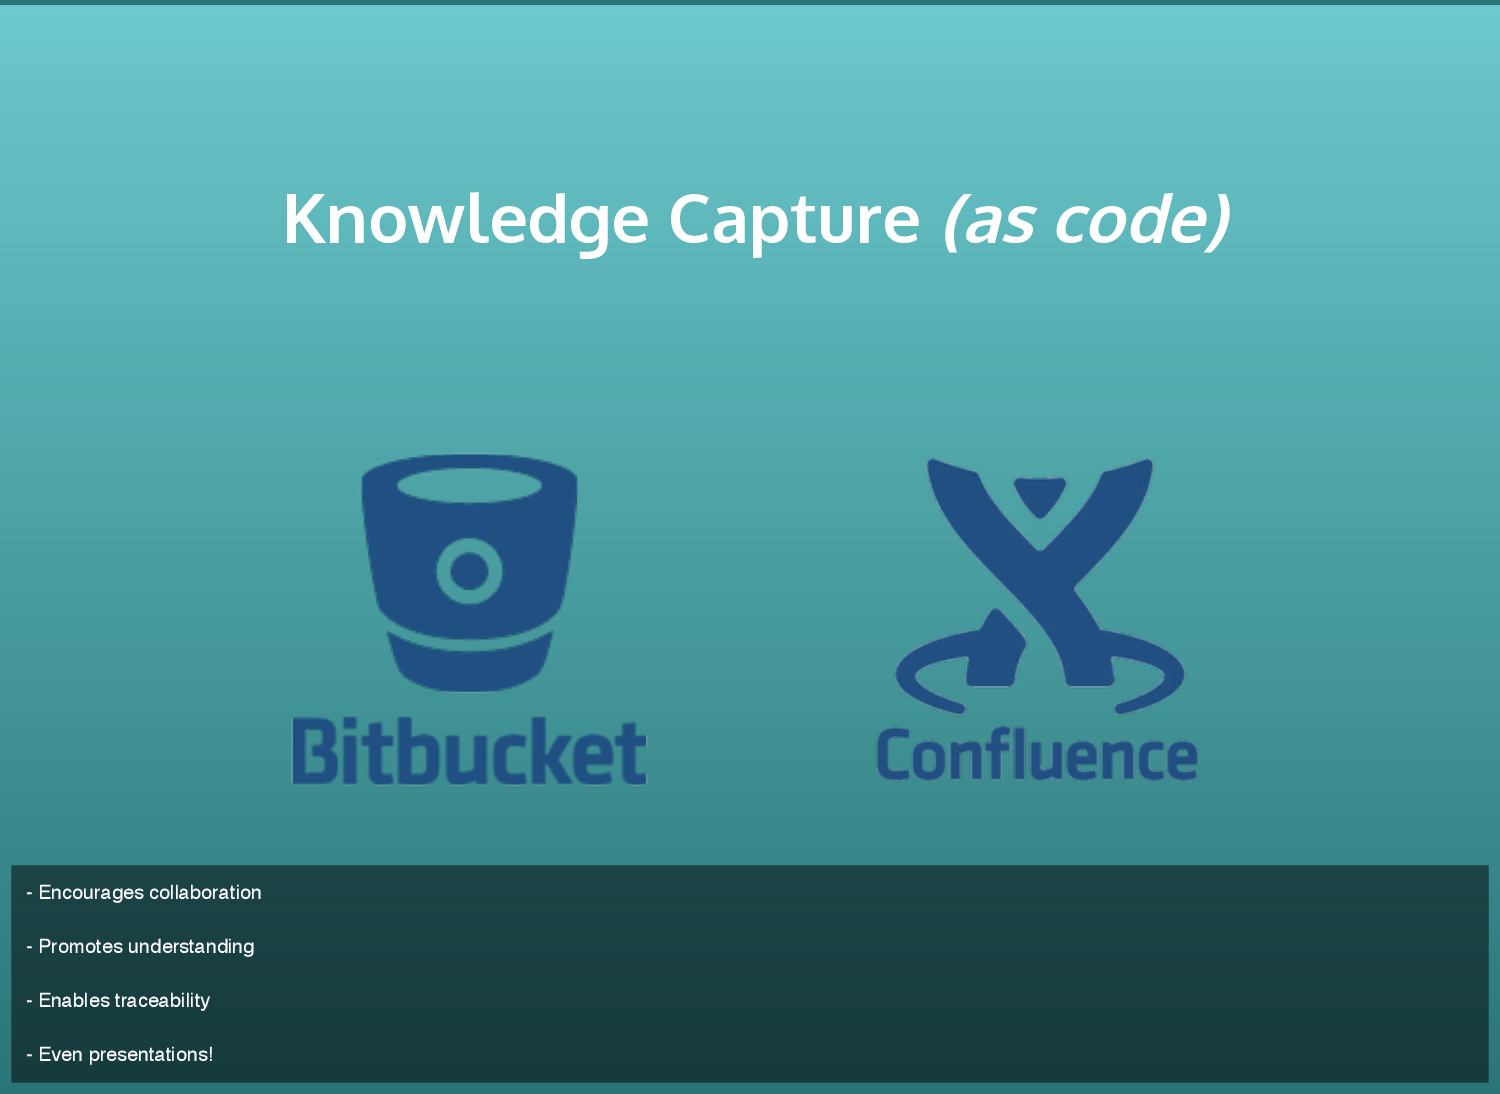 Knowledge Capture (as code)
Bitbucket
Confluence
- Encourages collaboration
- Promotes understanding
- Enables traceability
- Even presentations!